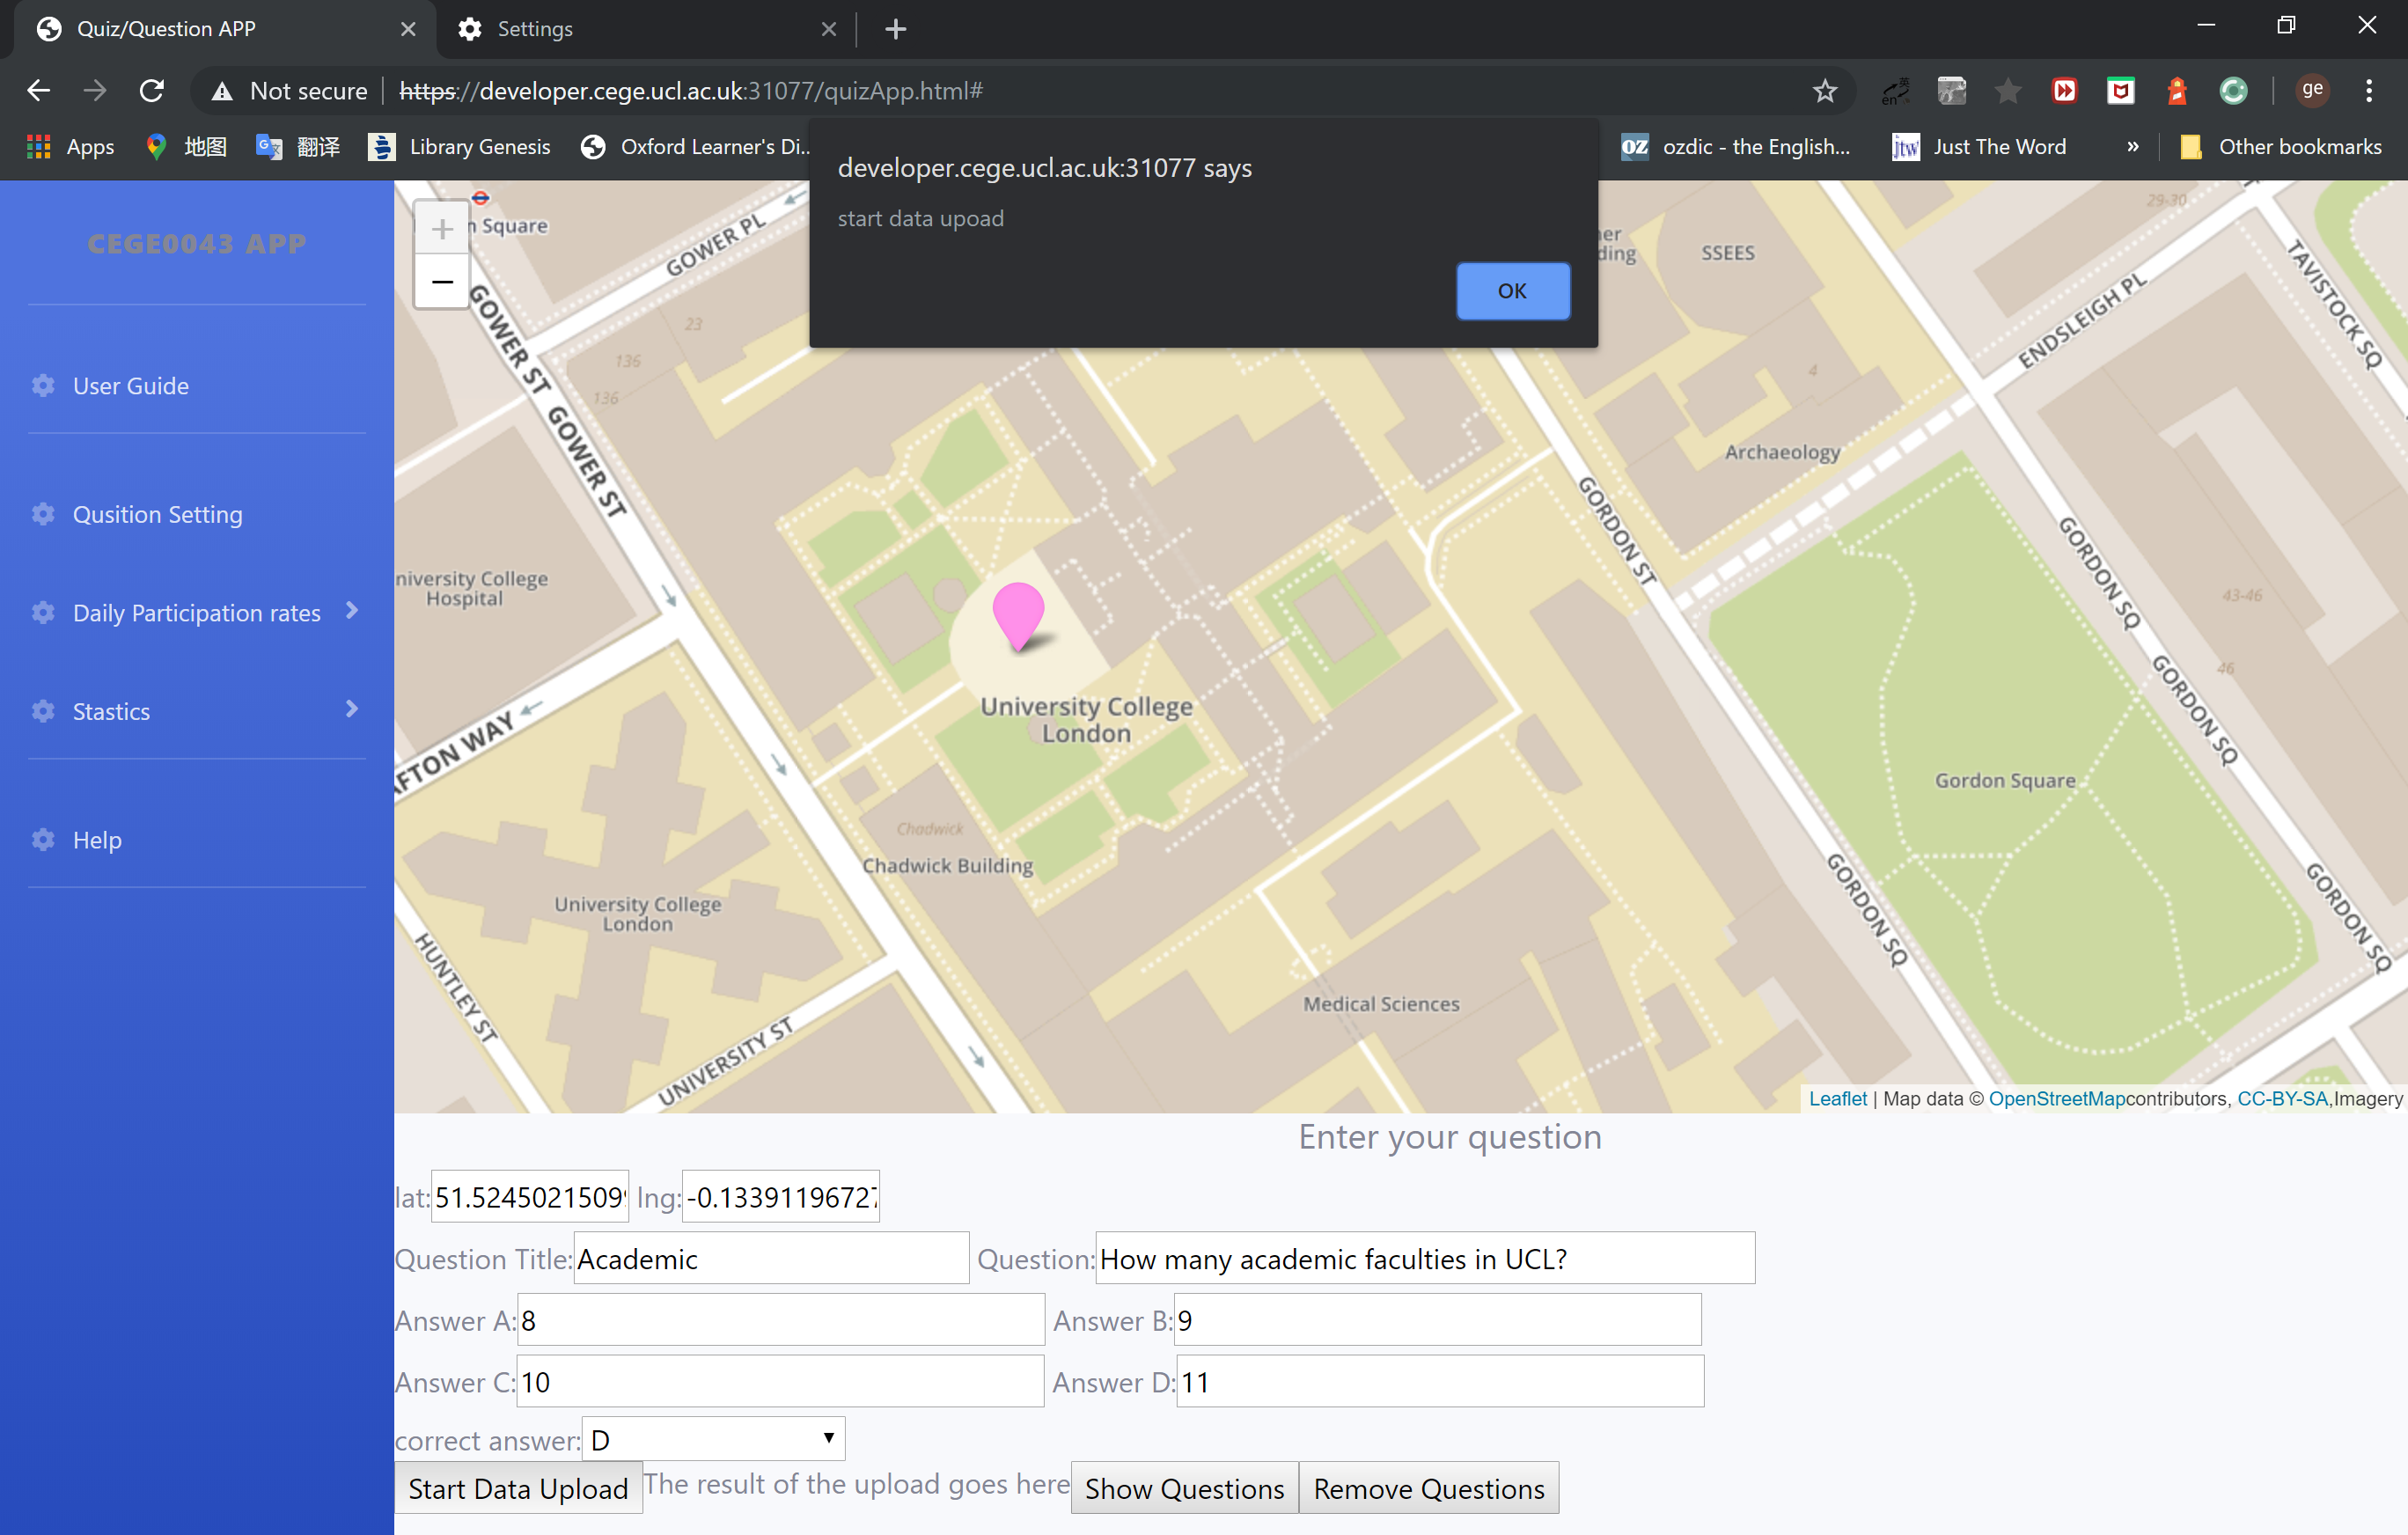 Quiz/Question APP
Settings
Not secure
https://developer.cege.ucl.ac.uk:31077/quizApp.html#
en
英
ge
Apps
地图
翻译
Library Genesis
Oxford Learner's Di...
ozdic - the English...
Just The Word
»
Other bookmarks
developer.cege.ucl.ac.uk:31077 says
start data upoad
OK
CEGE0043 APP
User Guide
Qusition Setting
Daily Participation rates
Stastics
Help
+
−
Square
GOWER PL
GOWER ST
GOWER ST
23
136
136
SSEES
29-30
TAVISTOCK SQ
ENDSLEIGH PL
4
Archaeology
GORDON ST
GORDON SQ
43-46
46
GORDON SQ
niversity College
Hospital
University College
London
AFTON WAY
Gordon Square
Chadwick
Chadwick Building
University College
London
HUNTLEY ST
UNIVERSITY ST
Medical Sciences
GORDON SQ
GORDON SQ
Leaflet | Map data © OpenStreetMapcontributors, CC-BY-SA,Imagery
Enter your question
lat:51.5245021509 lng:-0.1339119672
Question Title:Academic Question:How many academic faculties in UCL?
Answer A:8 Answer B:9
Answer C:10 Answer D:11
correct answer: D
Start Data Upload The result of the upload goes here Show Questions Remove Questions